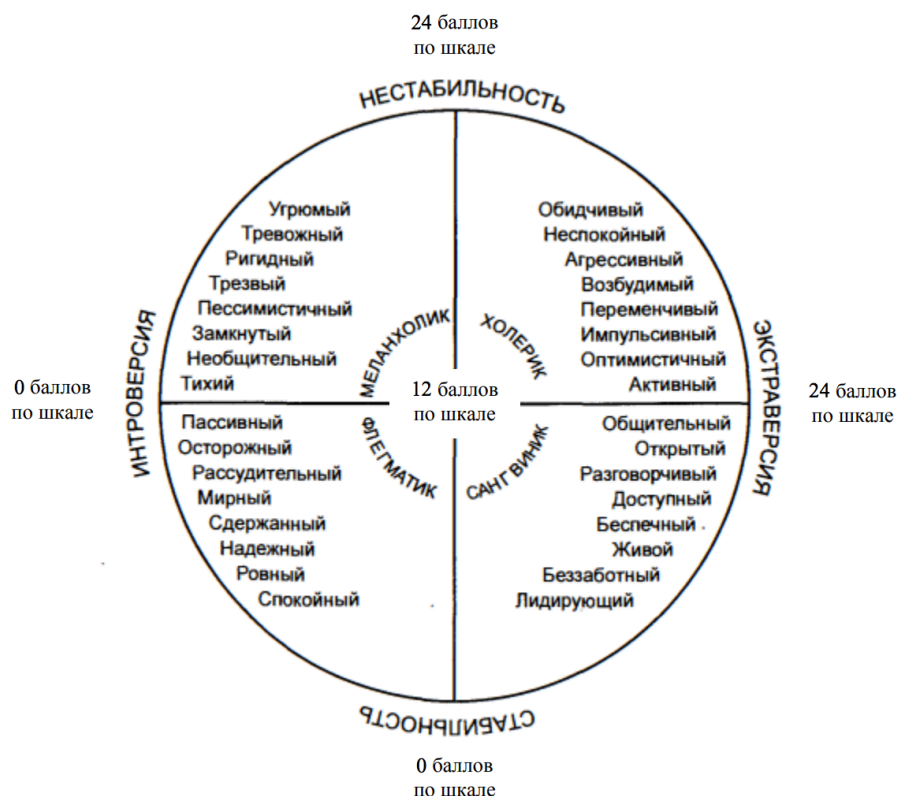 24 баллов
по шкале
НЕСТАБИЛЬНОСТЬ
Угрюмый
Тревожный
Ригидный
Трезвый
Пессимистичный
Замкнутый
Необщительный
Тихий
МЕЛАНХОЛИК
Обидчивый
Неспокойный
Агрессивный
Возбудимый
Переменчивый
Импульсивный
Оптимистичный
Активный
ХОЛЕРИК
ИНТРОВЕРСИЯ
0 баллов
по шкале
12 баллов
по шкале
ЭКСТРАВЕРСИЯ
24 баллов
по шкале
Пассивный
Осторожный
Рассудительный
Мирный
Сдержанный
Надежный
Ровный
Спокойный
ФЛЕГМАТИК
Общительный
Открытый
Разговорчивый
Доступный
Беспечный
Живой
Беззаботный
Лидирующий
САНГВИНИК
СТАБИЛЬНОСТЬ
0 баллов
по шкале